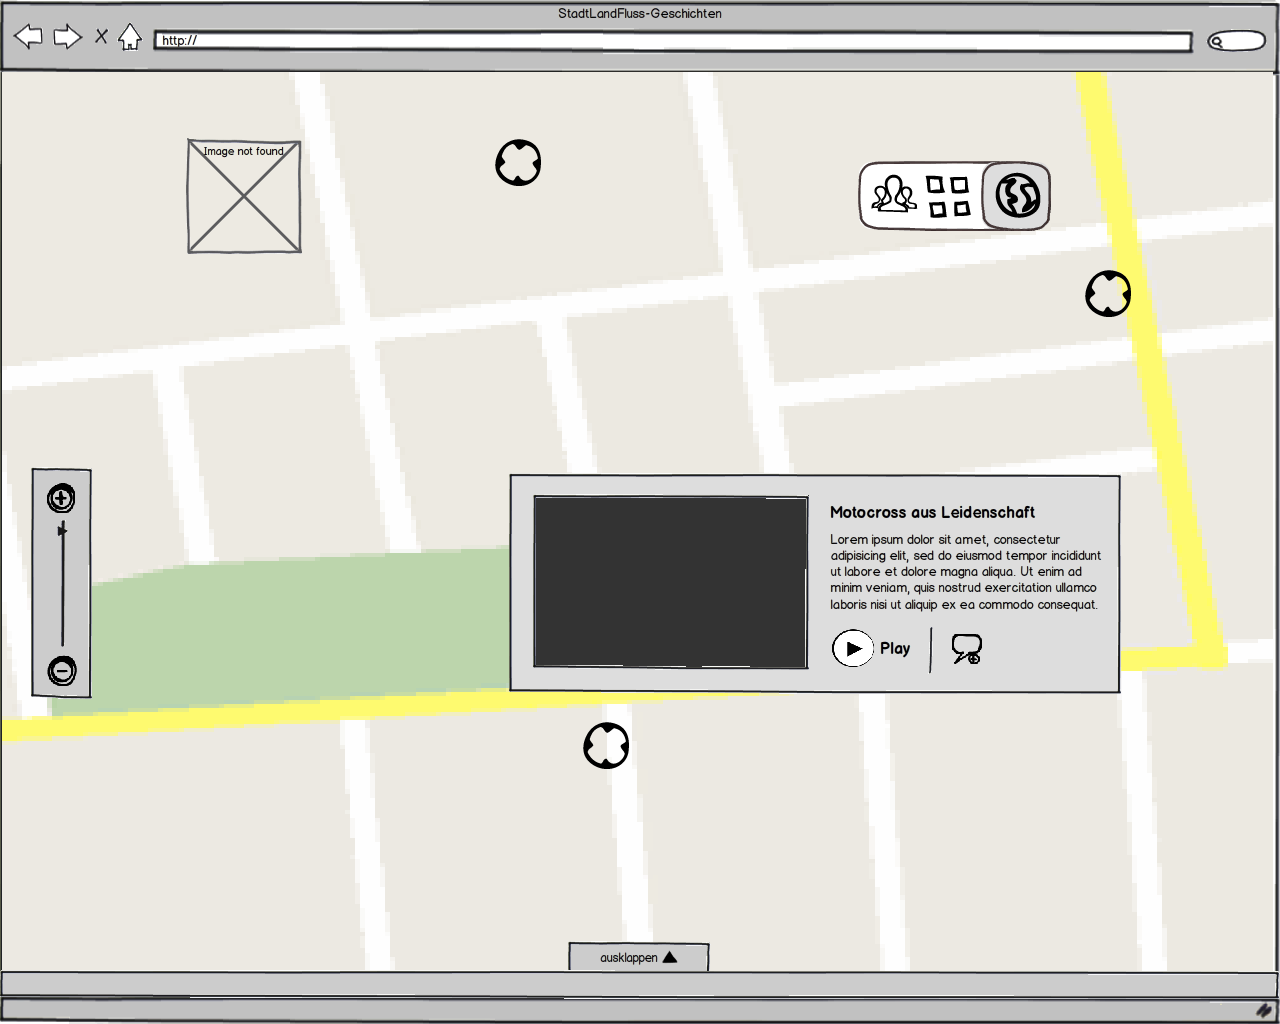 StadtLandFluss-Geschichten
http://
Image not found
Motocross aus Leidenschaft
Lorem ipsum dolor sit amet, consectetur
adipisicing elit, sed do eiusmod tempor incididunt
ut labore et dolore magna aliqua. Ut enim ad
minim veniam, quis nostrud exercitation ullamco
laboris nisi ut aliquip ex ea commodo consequat.
Play
ausklappen